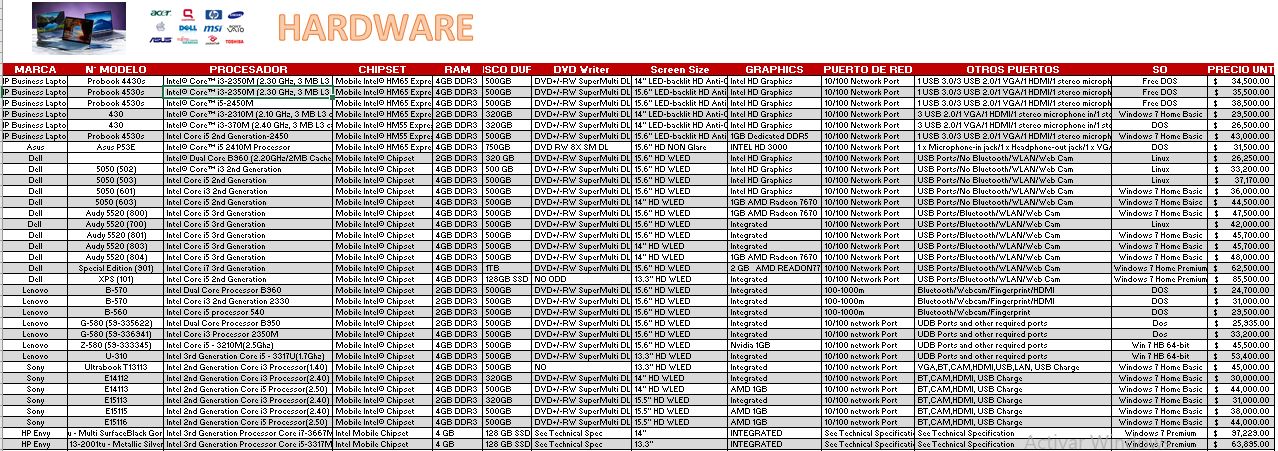 acer hp SONY
DELL msi VAIO
ASUS FUJITSU TOSHIBA
HARDWARE
MARCA N° MODELO PROCESADOR CHIPSET RAM ISCO DUF DVD Writer Screen Size GRAPHICS PUERTO DE RED OTROS PUERTOS SO PRECIO UNT
IP Business Lapto Probook 4430s Intel® Core™ i3-2350M (2.30 GHz, 3 MB L3 Mobile Intel® HM65 Expre 4GB DDR3 500GB DVD+/-RW SuperMulti DL 14" LED-backlit HD Anti-G Intel HD Graphics 10/100 Network Port 1 USB 3.0/3 USB 2.0/1 VGA/1 HDMI/1 stereo microph Free DOS $ 34,500.00
IP Business Lapto Probook 4530s Intel® Core™ i3-2350M (2.30 GHz, 3 MB L3 Mobile Intel® HM65 Expre 4GB DDR3 500GB DVD+/-RW SuperMulti DL 15.6" LED-backlit HD Anti Intel HD Graphics 10/100 Network Port 1 USB 3.0/3 USB 2.0/1 VGA/1 HDMI/1 stereo microph Free DOS $ 35,500.00
IP Business Lapto Probook 4530s Intel® Core™ i5-2450M Mobile Intel® HM65 Expre 4GB DDR3 500GB DVD+/-RW SuperMulti DL 15.6" LED-backlit HD Anti Intel HD Graphics 10/100 Network Port 1 USB 3.0/3 USB 2.0/1 VGA/1 HDMI/1 stereo microph Free DOS $ 38,500.00
IP Business Lapto 430 Intel® Core™ i3-2310M (2.10 GHz, 3 MB L3 c Mobile Intel® HM55 Expre 2GB DDR3 320GB DVD+/-RW SuperMulti DL 15.6" LED-backlit HD Anti Intel HD Graphics 10/100 Network Port 3 USB 2.0/1 VGA/1 HDMI/1 stereo microphone in/1 st Windows 7 Home Basic $ 29,500.00
IP Business Lapto 430 Intel® Core™ i3-370M (2.40 GHz, 3 MB L3 ca Mobile Intel® HM55 Expre 2GB DDR3 320GB DVD+/-RW SuperMulti DL 15.6" LED-backlit HD Anti Intel HD Graphics 10/100 Network Port 3 USB 2.0/1 VGA/1 HDMI/1 stereo microphone in/1 ste DOS $ 26,500.00
IP Business Lapto Probook 4530s Intel Core i5 2nd Generation-2450 Mobile Intel® HM55 Expre 4GB DDR3 500GB DVD+/-RW SuperMulti DL 15.6" LED-backlit HD Anti 1GB Dedicated DDR5 10/100 Network Port 1 USB 3.0/3 USB 2.0/1 VGA/1 HDMI/1 stereo microph Windows 7 Home Basic $ 43,000.00
Asus Asus P53E Intel® Core™ i5 2410M Processor Mobile Intel® HM65 Expre 4GB DDR3 750GB DVD RW 8X SM DL 15.6" HD NON Glare INTEL HD 3000 10/100 Network Port 1 x Microphone-in jack/1 x Headphone-out jack/1 x VGA DOS $ 31,500.00
Dell Intel® Dual Core B960 (2.20GHz/2MB Cache Mobile Intel® Chipset 2GB DDR3 320 GB DVD+/-RW SuperMulti DL 15.6" HD WLED Intel HD Graphics 10/100 Network Port USB Ports/No Bluetooth/WLAN/Web Cam Linux $ 26,250.00
Dell 5050 (502) Intel® Core™ i3 2nd Generation Mobile Intel® Chipset 4GB DDR3 500 GB DVD+/-RW SuperMulti DL 15.6" HD WLED Intel HD Graphics 10/100 Network Port USB Ports/No Bluetooth/WLAN/Web Cam Linux $ 33,200.00
Dell 5050 (503) Intel Core i5 2nd Generation Mobile Intel® Chipset 4GB DDR3 500GB DVD+/-RW SuperMulti DL 15.6" HD WLED Intel HD Graphics 10/100 Network Port USB Ports/No Bluetooth/WLAN/Web Cam Linux $ 37,170.00
Dell 5050 (601) Intel Core i3 2nd Generation Mobile Intel® Chipset 4GB DDR3 500GB DVD+/-RW SuperMulti DL 15.6" HD WLED Intel HD Graphics 10/100 Network Port USB Ports/No Bluetooth/WLAN/Web Cam Windows 7 Home Basic $ 36,000.00
Dell 5050 (603) Intel Core i5 2nd Generation Mobile Intel® Chipset 4GB DDR3 500GB DVD+/-RW SuperMulti DL 14" HD WLED 1GB AMD Radeon 7670 10/100 Network Port USB Ports/No Bluetooth/WLAN/Web Cam Windows 7 Home Basic $ 44,500.00
Dell Audy 5520 (800) Intel Core i5 3rd Generation Mobile Intel® Chipset 4GB DDR3 500GB DVD+/-RW SuperMulti DL 15.6" HD WLED 1GB AMD Radeon 7670 10/100 Network Port USB Ports/Bluetooth/WLAN/Web Cam Windows 7 Home Basic $ 47,500.00
Dell Audy 5520 (700) Intel Core i5 3rd Generation Mobile Intel® Chipset 4GB DDR3 500GB DVD+/-RW SuperMulti DL 15.6" HD WLED Integrated 10/100 Network Port USB Ports/Bluetooth/WLAN/Web Cam Linux $ 42,000.00
Dell Audy 5520 (801) Intel Core i5 3rd Generation Mobile Intel® Chipset 4GB DDR3 500GB DVD+/-RW SuperMulti DL 15.6" HD WLED Integrated 10/100 Network Port USB Ports/Bluetooth/WLAN/Web Cam Windows 7 Home Basic $ 45,700.00
Dell Audy 5520 (803) Intel Core i5 3rd Generation Mobile Intel® Chipset 4GB DDR3 500GB DVD+/-RW SuperMulti DL 14" HD WLED Integrated 10/100 Network Port USB Ports/Bluetooth/WLAN/Web Cam Windows 7 Home Basic $ 45,700.00
Dell Audy 5520 (804) Intel Core i5 3rd Generation Mobile Intel® Chipset 4GB DDR3 500GB DVD+/-RW SuperMulti DL 14" HD WLED 1GB AMD Radeon 7670 10/100 Network Port USB Ports/Bluetooth/WLAN/Web Cam Windows 7 Home Basic $ 48,000.00
Dell Special Edition (901) Intel Core i7 3rd Generation Mobile Intel® Chipset 6GB DDR3 1TB DVD+/-RW SuperMulti DL 15.6" HD WLED 2 GB AMD READON77 10/100 Network Port USB Ports/Bluetooth/WLAN/Web Cam Windows 7 Home Premium $ 62,500.00
Dell XPS (101) Intel Core i5 2nd Generation Mobile Intel® Chipset 4GB DDR3 128GB SSD NO ODD 13.3" HD WLED Integrated 10/100 Network Port USB Ports/Bluetooth/WLAN/Web Cam Windows 7 Home Premium $ 85,500.00
Lenovo B-570 Intel Dual Core Processor B960 Mobile Intel® Chipset 2GB DDR3 500GB DVD+/-RW SuperMulti DL 15.6" HD WLED Integrated 100-1000m Bluetooth/Webcam/Fingerprint/HDMI DOS $ 24,700.00
Lenovo B-570 Intel Core i3 2nd Generation 2330 Mobile Intel® Chipset 2GB DDR3 500GB DVD+/-RW SuperMulti DL 15.6" HD WLED Integrated 100-1000m Bluetooth/Webcam/Fingerprint/HDMI DOS $ 31,000.00
Lenovo B-560 Intel Core i5 processor 540 Mobile Intel® Chipset 2GB DDR3 500GB DVD+/-RW SuperMulti DL 15.6" HD WLED Integrated 100-1000m Bluetooth/Webcam/Fingerprint DOS $ 29,500.00
Lenovo G-580 (59-335622) Intel Dual Core Processor B950 Mobile Intel® Chipset 2GB DDR3 500GB DVD+/-RW SuperMulti DL 15.6" HD WLED Integrated 10/100 network Port UDB Ports and other required ports Dos $ 25,935.00
Lenovo G-580 (59-336941) Intel Core i3 Processor 2350M Mobile Intel® Chipset 2GB DDR3 500GB DVD+/-RW SuperMulti DL 15.6" HD WLED Integrated 10/100 network Port UDB Ports and other required ports Dos $ 33,200.00
Lenovo Z-580 (59-333345) Intel Core i5 - 3210M(2.5Ghz) Mobile Intel® Chipset 4GB DDR3 500GB DVD+/-RW SuperMulti DL 15.6" HD WLED Nvidia 1GB 10/100 network Port UDB Ports and other required ports Win 7 HB 64-bit $ 45,500.00
Lenovo U-310 Intel 3rd Generation Core i5 - 3317U(1.7Ghz) Mobile Intel® Chipset 4GB DDR3 500GB DVD+/-RW SuperMulti DL 13.3" HD WLED Integrated 10/100 network Port UDB Ports and other required ports Win 7 HB 64-bit $ 53,400.00
Sony Ultrabook T13113 Intel 2nd Generation Core i3 Processor(1.40) Mobile Intel® Chipset 4GB DDR3 500GB NO 13.3" HD WLED Integrated 10/100 network Port VGA,BT,CAM,HDMI,USB,LAN, USB Charge Windows 7 Home Basic $ 45,000.00
Sony E14112 Intel 2nd Generation Core i3 Processor(2.40) Mobile Intel® Chipset 2GB DDR3 320GB DVD+/-RW SuperMulti DL 14" HD WLED Integrated 10/100 network Port BT,CAM,HDMI, USB Charge Windows 7 Home Basic $ 30,000.00
Sony E14113 Intel 2nd Generation Core i5 Processor(2.50) Mobile Intel® Chipset 4GB DDR3 500GB DVD+/-RW SuperMulti DL 14" HD WLED AMD 1GB 10/100 network Port BT,CAM,HDMI, USB Charge Windows 7 Home Basic $ 44,000.00
Sony E15113 Intel 2nd Generation Core i3 Processor(2.40) Mobile Intel® Chipset 2GB DDR3 320GB DVD+/-RW SuperMulti DL 15.5" HD WLED Integrated 10/100 network Port BT,CAM,HDMI, USB Charge Windows 7 Home Basic $ 31,000.00
Sony E15115 Intel 2nd Generation Core i3 Processor(2.40) Mobile Intel® Chipset 4GB DDR3 500GB DVD+/-RW SuperMulti DL 15.5" HD WLED AMD 1GB 10/100 network Port BT,CAM,HDMI, USB Charge Windows 7 Home Basic $ 38,000.00
Sony E15116 Intel 2nd Generation Core i5 Processor(2.50) Mobile Intel® Chipset 4GB DDR3 500GB DVD+/-RW SuperMulti DL 15.5" HD WLED AMD 1GB 10/100 network Port BT,CAM,HDMI, USB Charge Windows 7 Home Basic $ 44,000.00
HP Envy u - Multi SurfaceBlack Gor 3rd Generation Processor Core i7-3667M Intel Mobile Chipset 4 GB 128 GB SSD See Technical Spec 14" INTEGRATED See Technical Specificati See Technical Specification Windows 7 Premium $ 97,229.00
HP Envy 13-2001tu - Metallic Silver Intel 3rd Generation Core i5-3317M Intel Mobile Chipset 4 GB 128 GB SSD See Technical Spec 13.3" INTEGRATED See Technical Specificati See Technical Specification Windows 7 Premium $ 63,895.00
Activar Win